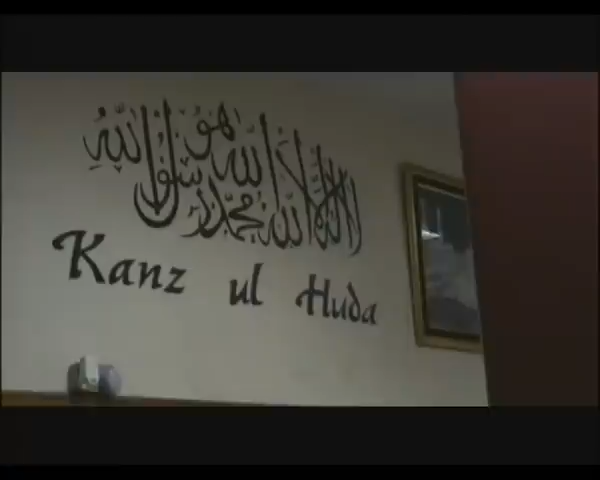 لا اله الا الله محمد رسول الله
Kanz ul Huda